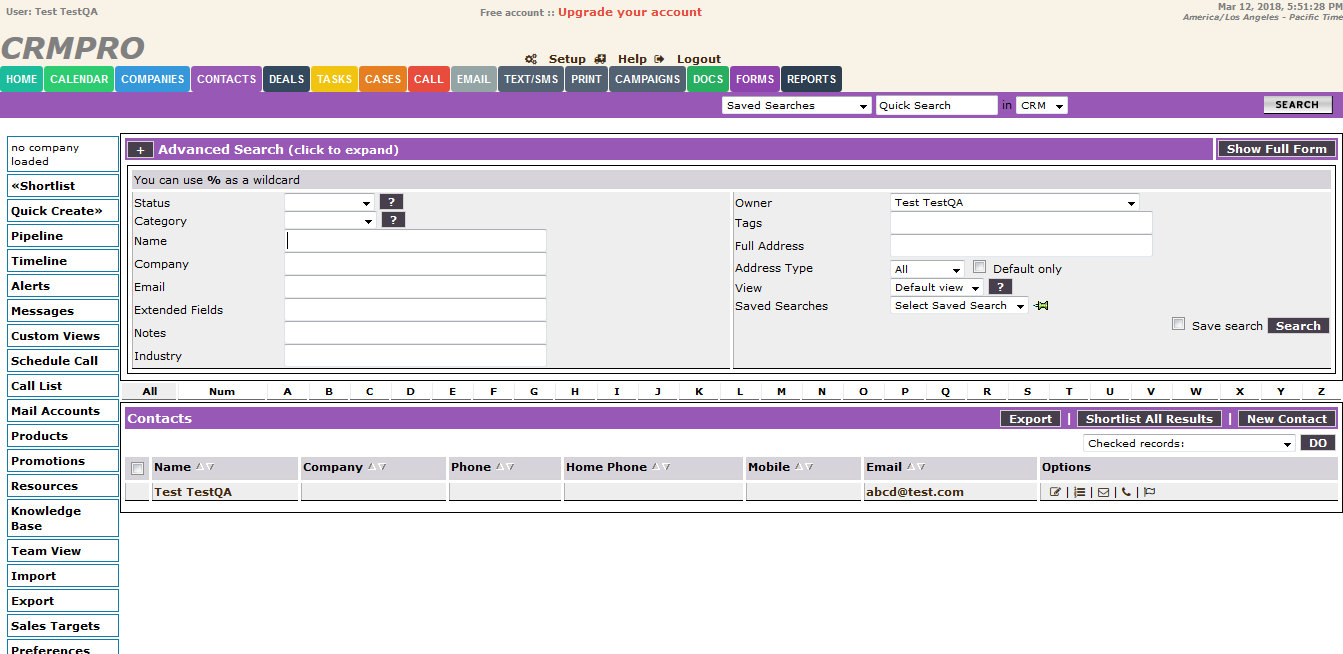 User: Test TestQA
Free account :: Upgrade your account
Mar 12, 2018, 5:51:28 PM
America/Los Angeles - Pacific Time
CRMPRO
Setup Help Logout
HOME CALENDAR COMPANIES CONTACTS DEALS TASKS CASES CALL EMAIL TEXT/SMS PRINT CAMPAIGNS DOCS FORMS REPORTS
Saved Searches Quick Search in CRM SEARCH
no company
loaded
«Shortlist
Quick Create»
Pipeline
Timeline
Alerts
Messages
Custom Views
Schedule Call
Call List
Mail Accounts
Products
Promotions
Resources
Knowledge
Base
Team View
Import
Export
Sales Targets
Preferences
+ Advanced Search (click to expand) Show Full Form
You can use % as a wildcard
Status ?
Category ?
Name
Company
Email
Extended Fields
Notes
Industry
Owner Test TestQA
Tags
Full Address
Address Type All Default only
View Default view ?
Saved Searches Select Saved Search
Save search Search
All Num A B C D E F G H I J K L M N O P Q R S T U V W X Y Z
Contacts Export | Shortlist All Results | New Contact
Checked records: DO
Name Company Phone Home Phone Mobile Email Options
Test TestQA abcd@test.com | | | |